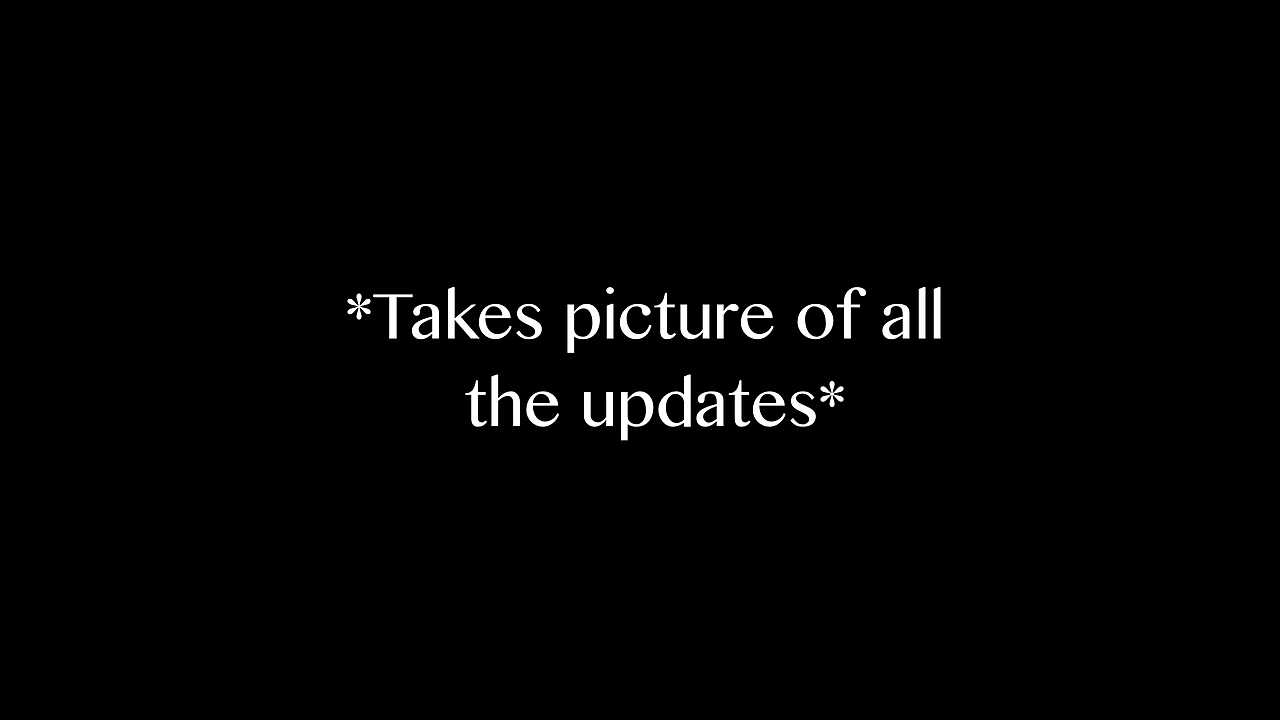 *Takes picture of all
the updates*